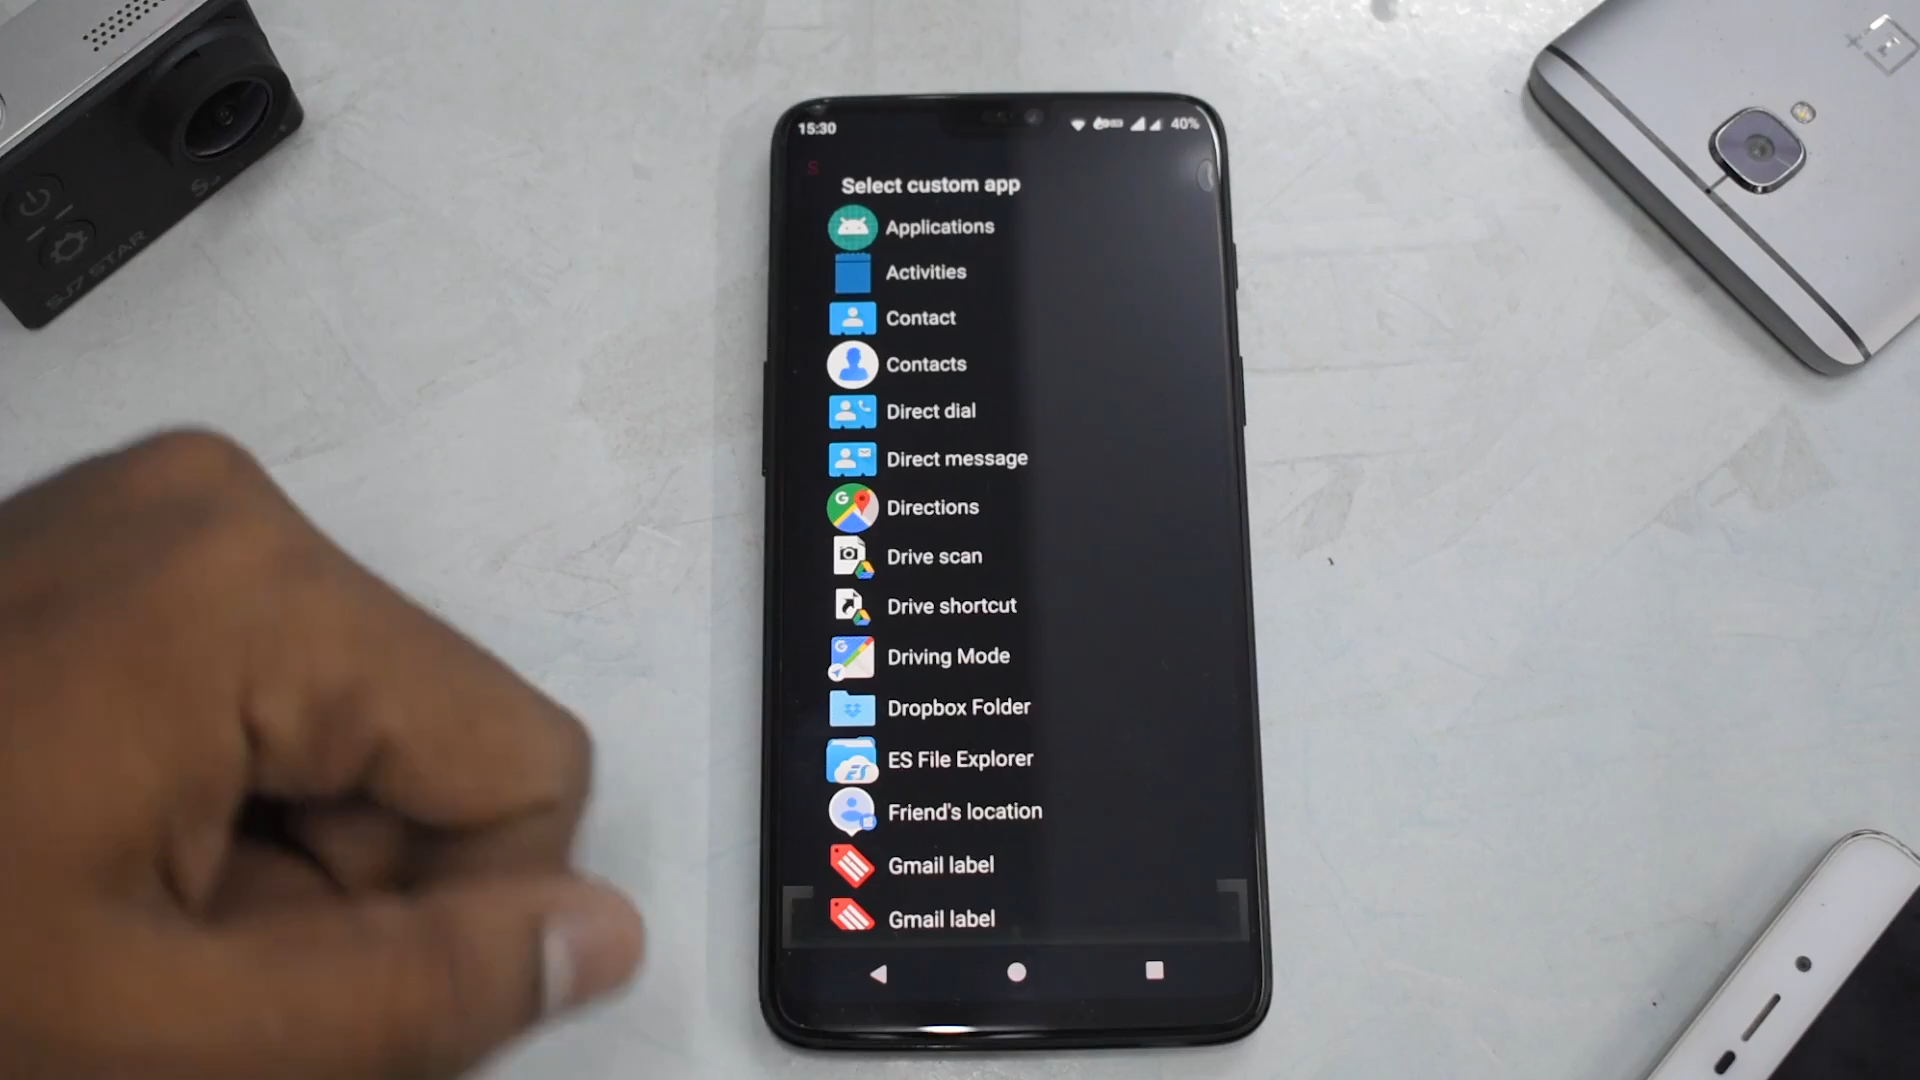 15:30
40%
S
Select custom app
Applications
Activities
Contact
Contacts
Direct dial
Direct message
Directions
Drive scan
Drive shortcut
Driving Mode
Dropbox Folder
ES File Explorer
Friend's location
Gmail label
Gmail label
SJ7 STAR